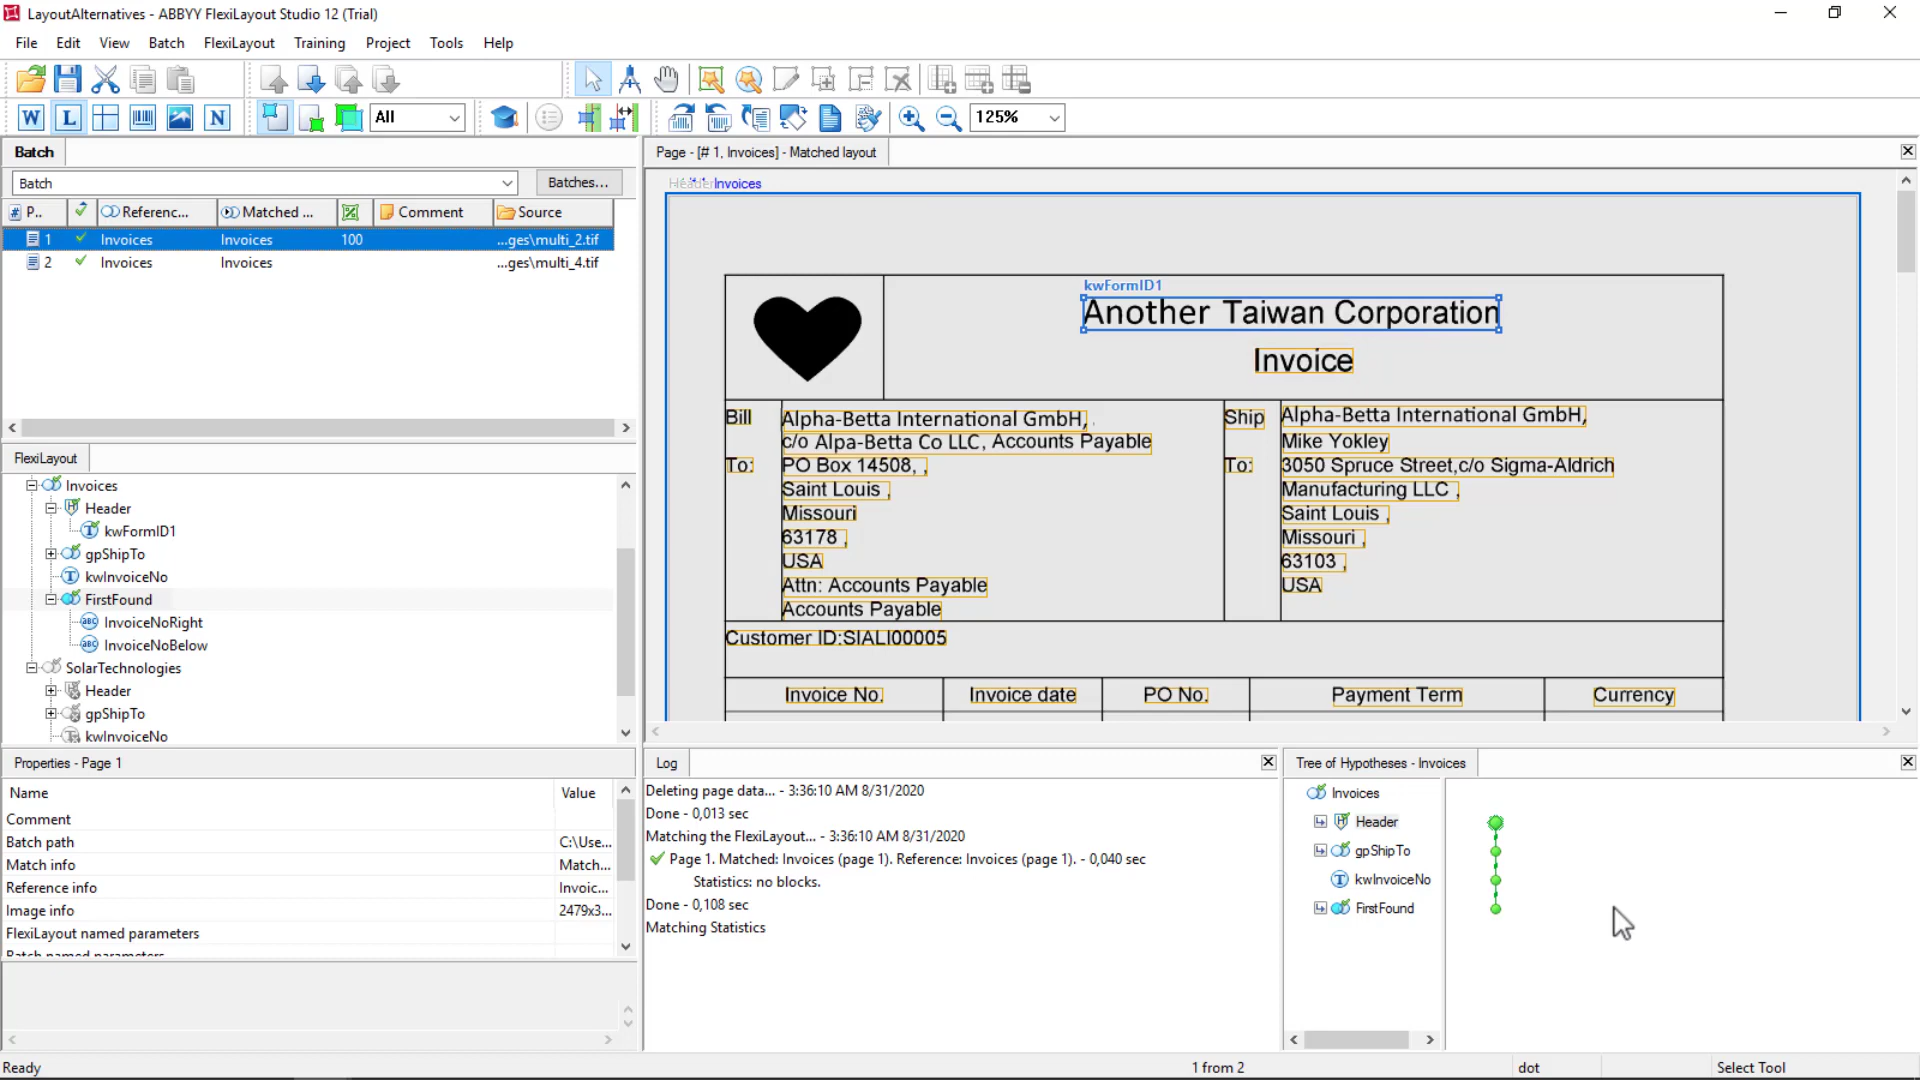 LayoutAlternatives - ABBYY FlexiLayout Studio 12 (Trial)
File Edit View Batch FlexiLayout Training Project Tools Help
W L N All 125%
Batch
Page - [# 1, Invoices] - Matched layout
Batch Batches...
Header Invoices
# P.. Referenc... Matched ... Comment Source
1 Invoices Invoices 100 ...ges\multi_2.tif
2 Invoices Invoices ...ges\multi_4.tif
kwFormID1
Another Taiwan Corporation
Invoice
Bill
To:
Alpha-Betta International GmbH,
c/o Alpa-Betta Co LLC, Accounts Payable
PO Box 14508, ,
Saint Louis ,
Missouri
63178 ,
USA
Attn: Accounts Payable
Accounts Payable
Ship
To:
Alpha-Betta International GmbH,
Mike Yokley
3050 Spruce Street,c/o Sigma-Aldrich
Manufacturing LLC ,
Saint Louis ,
Missouri ,
63103 ,
USA
Customer ID:SIALI00005
Invoice No. Invoice date PO No. Payment Term Currency
FlexiLayout
Invoices
Header
kwFormID1
gpShipTo
kwInvoiceNo
FirstFound
abc InvoiceNoRight
abc InvoiceNoBelow
SolarTechnologies
Header
gpShipTo
kwInvoiceNo
Properties - Page 1
Name Value
Comment
Batch path C:\Use...
Match info Match...
Reference info Invoic...
Image info 2479x3...
FlexiLayout named parameters
Batch named parameters
Log
Deleting page data... - 3:36:10 AM 8/31/2020
Done - 0,013 sec
Matching the FlexiLayout... - 3:36:10 AM 8/31/2020
Page 1. Matched: Invoices (page 1). Reference: Invoices (page 1). - 0,040 sec
Statistics: no blocks.
Done - 0,108 sec
Matching Statistics
Tree of Hypotheses - Invoices
Invoices
Header
gpShipTo
kwInvoiceNo
FirstFound
Ready 1 from 2 dot Select Tool